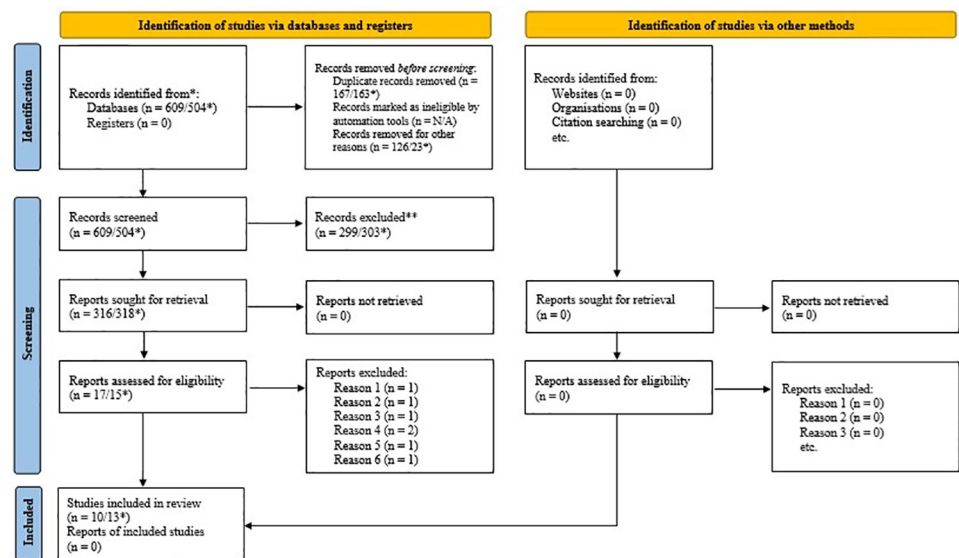 Identification of studies via databases and registers
Identification of studies via other methods
Identification
Records identified from*:
Databases (n = 609/504*)
Registers (n = 0)
Records removed before screening:
Duplicate records removed (n =
167/163*)
Records marked as ineligible by
automation tools (n = N/A)
Records removed for other
reasons (n = 126/23*)
Records identified from:
Websites (n = 0)
Organisations (n = 0)
Citation searching (n = 0)
etc.
Screening
Records screened
(n = 609/504*)
Records excluded**
(n = 299/303*)
Reports sought for retrieval
(n = 316/318*)
Reports not retrieved
(n = 0)
Reports sought for retrieval
(n = 0)
Reports not retrieved
(n = 0)
Reports assessed for eligibility
(n = 17/15*)
Reports excluded:
Reason 1 (n = 1)
Reason 2 (n = 1)
Reason 3 (n = 1)
Reason 4 (n = 2)
Reason 5 (n = 1)
Reason 6 (n = 1)
Reports assessed for eligibility
(n = 0)
Reports excluded:
Reason 1 (n = 0)
Reason 2 (n = 0)
Reason 3 (n = 0)
etc.
Included
Studies included in review
(n = 10/13*)
Reports of included studies
(n = 0)